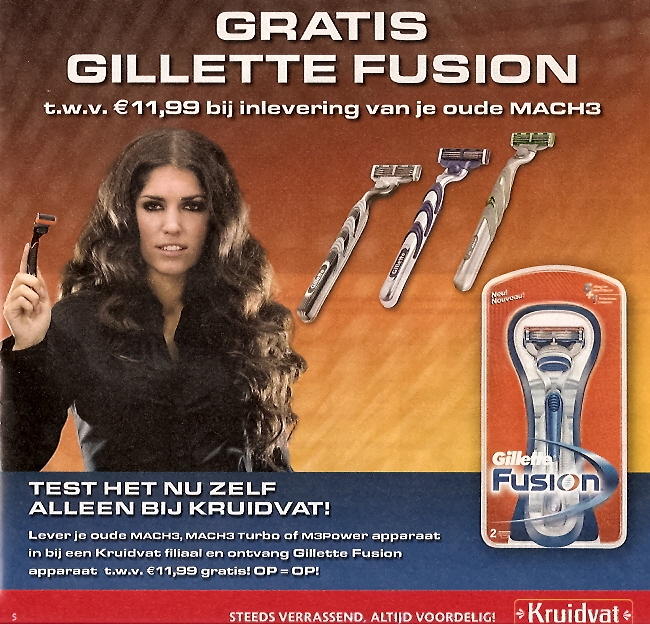 GRATIS
GILLETTE FUSION
t.w.v. €11,99 bij inlevering van je oude MACH3
Neu!
Nouveau!
Gillette
Fusion
2
TEST HET NU ZELF
ALLEEN BIJ KRUIDVAT!
Lever je oude MACH3, MACH3 Turbo of M3Power apparaat
in bij een Kruidvat filiaal en ontvang Gillette Fusion
apparaat t.w.v. €11,99 gratis! OP = OP!
5
STEEDS VERRASSEND, ALTIJD VOORDELIG!
Kruidvat